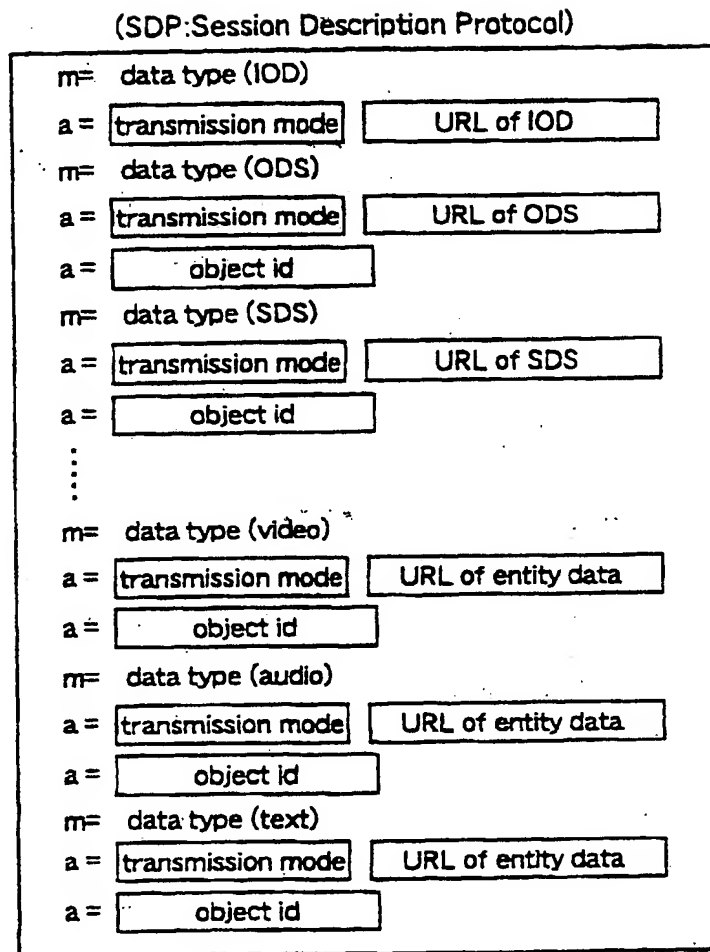 (SDP:Session Description Protocol)
m= data type (IOD)
a = transmission mode URL of IOD
m= data type (ODS)
a = transmission mode URL of ODS
a = object id
m= data type (SDS)
a = transmission mode URL of SDS
a = object id
m= data type (video)
a = transmission mode URL of entity data
a = object id
m= data type (audio)
a = transmission mode URL of entity data
a = object id
m= data type (text)
a = transmission mode URL of entity data
a = object id